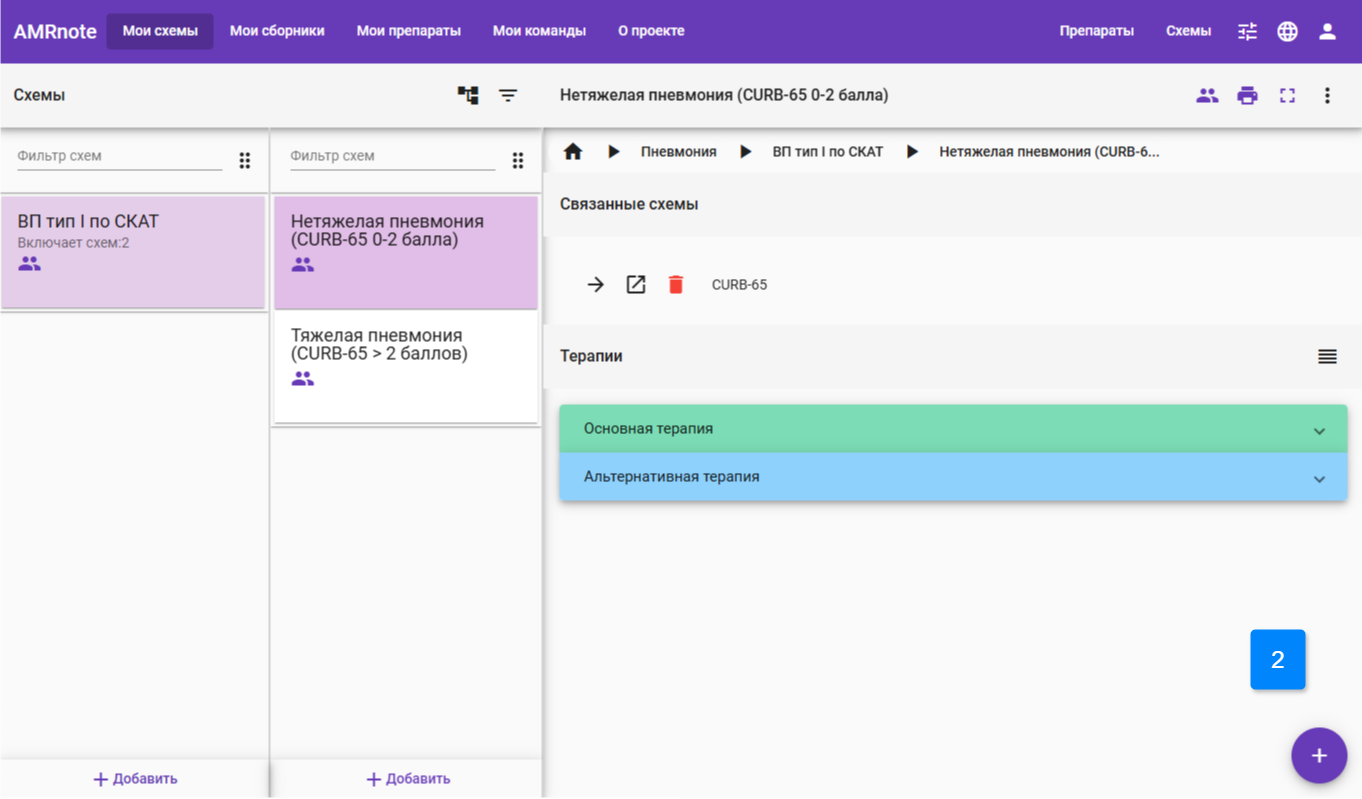 AMRnote Мои схемы Мои сборники Мои препараты Мои команды О проекте Препараты Схемы
Схемы
Нетяжелая пневмония (CURB-65 0-2 балла)
Фильтр схем
Фильтр схем
Пневмония ВП тип I по СКАТ Нетяжелая пневмония (CURB-6...
ВП тип I по СКАТ
Включает схем:2
Нетяжелая пневмония
(CURB-65 0-2 балла)
Тяжелая пневмония
(CURB-65 > 2 баллов)
Связанные схемы
CURB-65
Терапии
Основная терапия
Альтернативная терапия
2
+ Добавить
+ Добавить
+